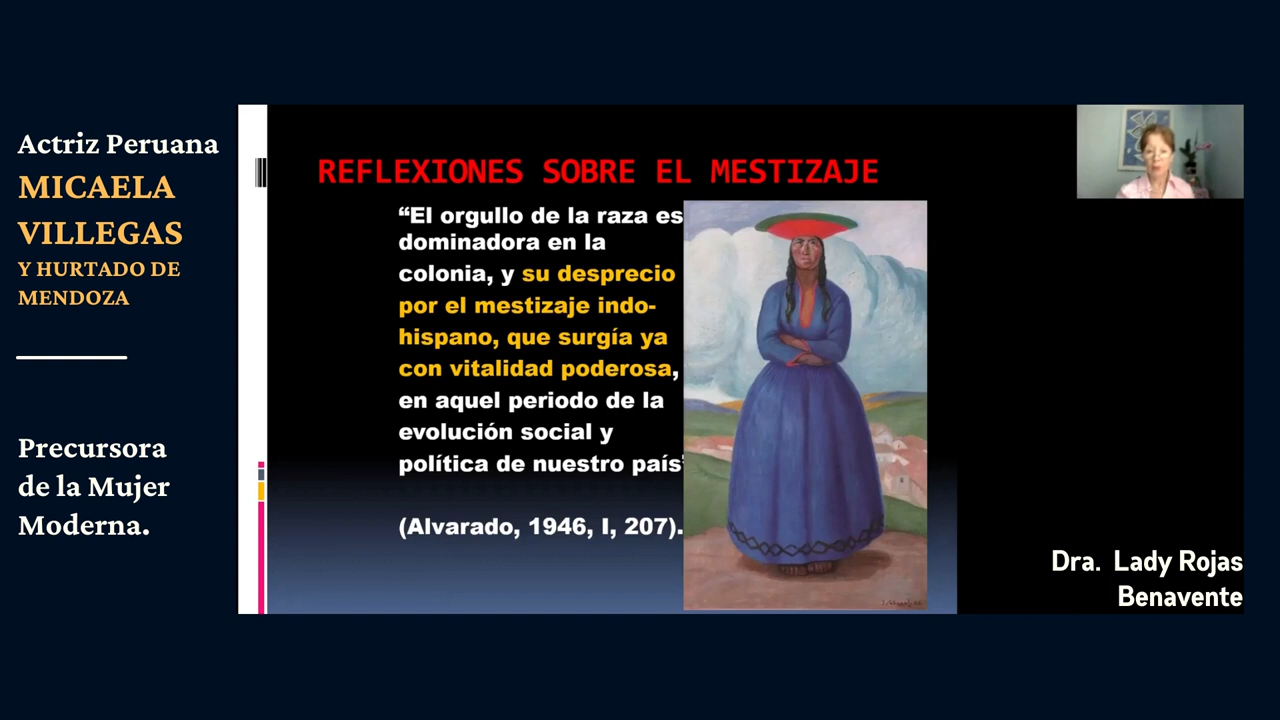 Actriz Peruana
MICAELA
VILLEGAS
Y HURTADO DE
MENDOZA
Precursora
de la Mujer
Moderna.
REFLEXIONES SOBRE EL MESTIZAJE
“El orgullo de la raza es
dominadora en la
colonia, y su desprecio
por el mestizaje indo-
hispano, que surgía ya
con vitalidad poderosa,
en aquel periodo de la
evolución social y
política de nuestro país”
(Alvarado, 1946, I, 207).
Dra. Lady Rojas
Benavente